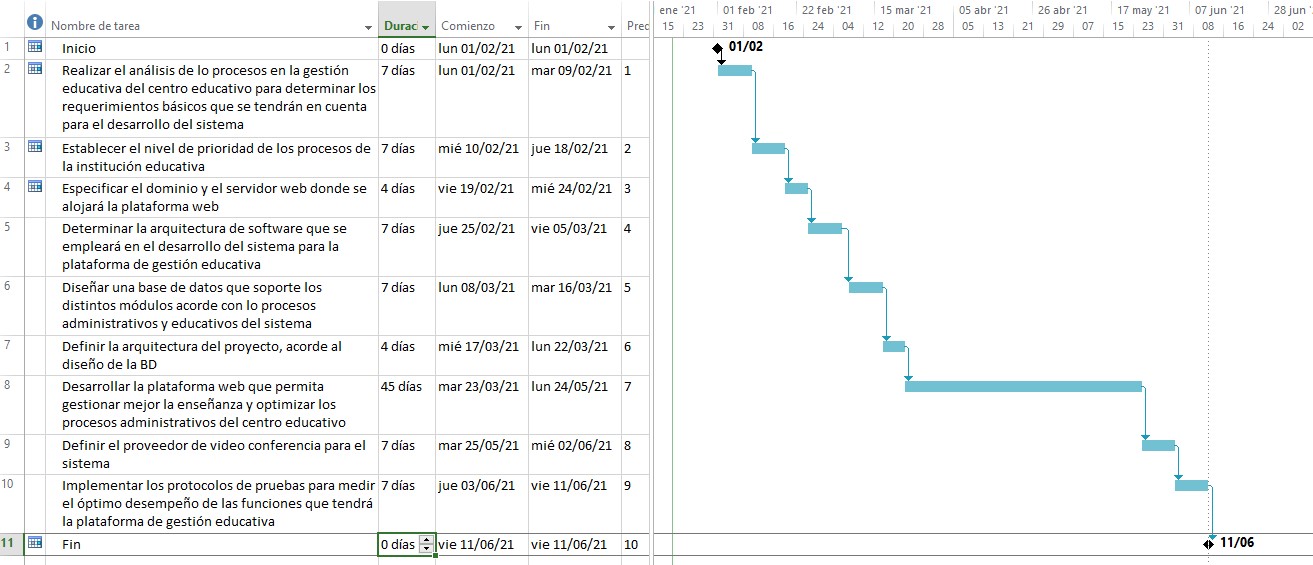 Nombre de tarea Durac Comienzo Fin Prec
ene '21 01 feb '21 22 feb '21 15 mar '21 05 abr '21 26 abr '21 17 may '21 07 jun '21 28 jun '
15 23 31 08 16 24 04 12 20 28 05 13 21 29 07 15 23 31 08 16 24 02
1 Inicio 0 días lun 01/02/21 lun 01/02/21
01/02
2 Realizar el análisis de lo procesos en la gestión 7 días lun 01/02/21 mar 09/02/21 1
educativa del centro educativo para determinar los
requerimientos básicos que se tendrán en cuenta
para el desarrollo del sistema
3 Establecer el nivel de prioridad de los procesos de 7 días mié 10/02/21 jue 18/02/21 2
la institución educativa
4 Especificar el dominio y el servidor web donde se 4 días vie 19/02/21 mié 24/02/21 3
alojará la plataforma web
5 Determinar la arquitectura de software que se 7 días jue 25/02/21 vie 05/03/21 4
empleará en el desarrollo del sistema para la
plataforma de gestión educativa
6 Diseñar una base de datos que soporte los 7 días lun 08/03/21 mar 16/03/21 5
distintos módulos acorde con lo procesos
administrativos y educativos del sistema
7 Definir la arquitectura del proyecto, acorde al 4 días mié 17/03/21 lun 22/03/21 6
diseño de la BD
8 Desarrollar la plataforma web que permita 45 días mar 23/03/21 lun 24/05/21 7
gestionar mejor la enseñanza y optimizar los
procesos administrativos del centro educativo
9 Definir el proveedor de video conferencia para el 7 días mar 25/05/21 mié 02/06/21 8
sistema
10 Implementar los protocolos de pruebas para medir 7 días jue 03/06/21 vie 11/06/21 9
el óptimo desempeño de las funciones que tendrá
la plataforma de gestión educativa
11 Fin 0 días vie 11/06/21 vie 11/06/21 10
11/06